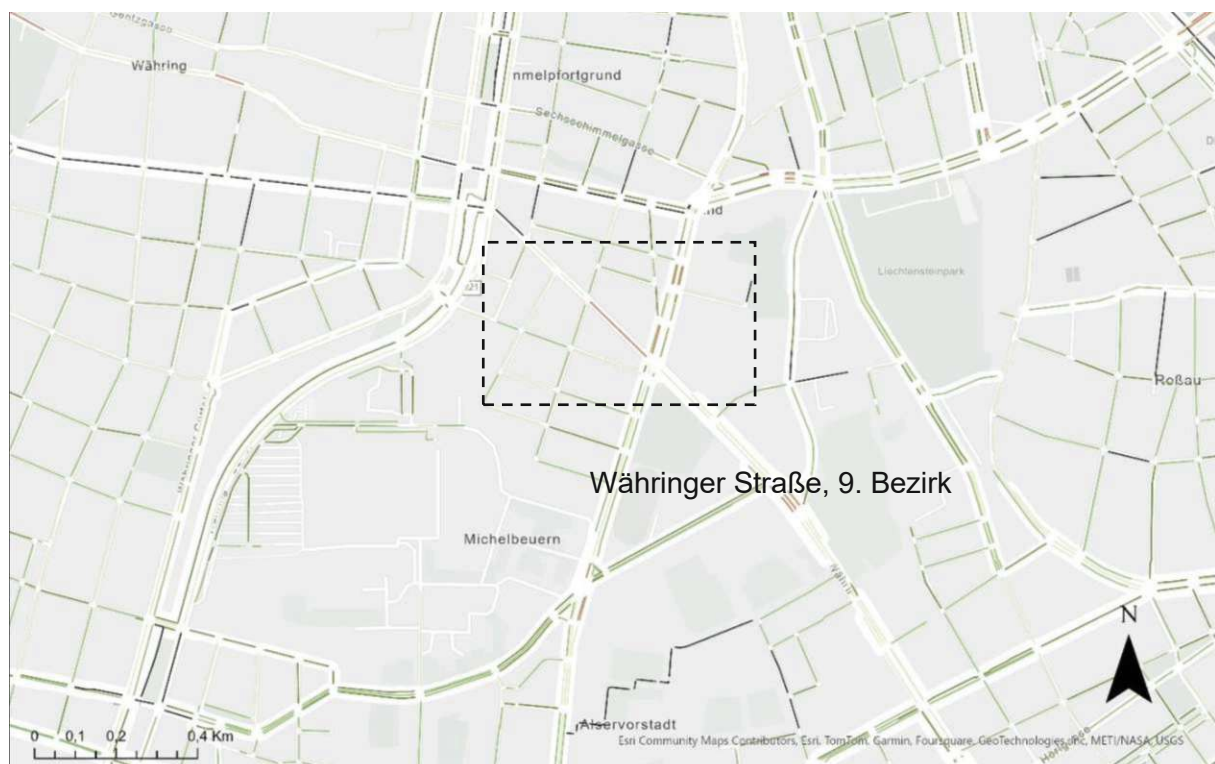 Währing
nmelpfortgrund
Sechsschimmelgasse
Liechtensteinpark
Roßau
Währinger Straße, 9. Bezirk
Michelbeuern
N
Alservorstadt
0 0,1 0,2 0,4 Km
Esri Community Maps Contributors, Esri, TomTom, Garmin, Foursquare, GeoTechnologies, Inc, METI/NASA, USGS